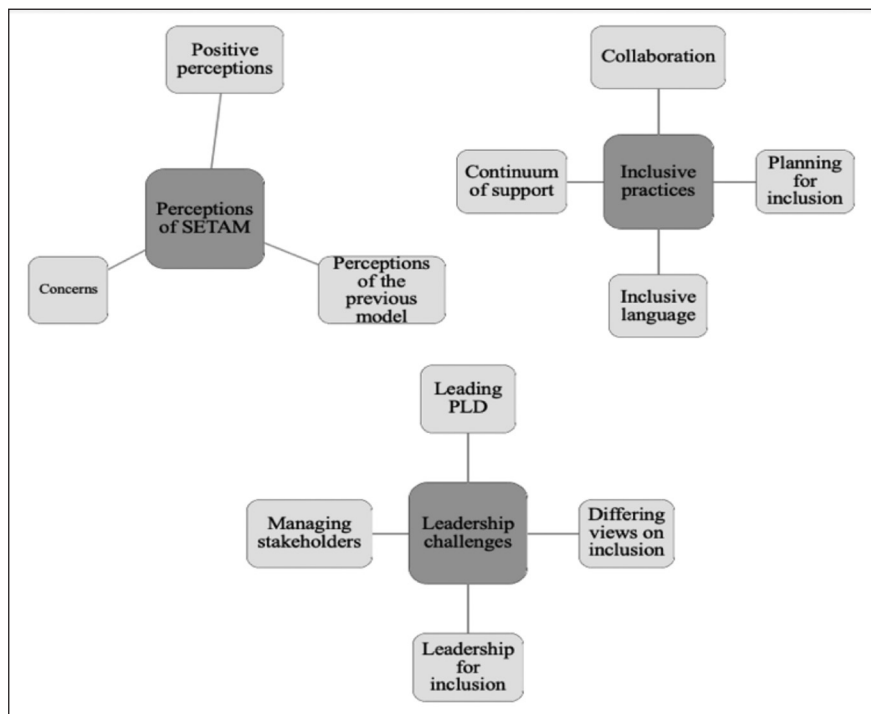 Positive
perceptions
Perceptions
of SETAM
Concerns
Perceptions
of the
previous
model
Collaboration
Continuum
of support
Inclusive
practices
Planning
for
inclusion
Inclusive
language
Leading
PLD
Managing
stakeholders
Leadership
challenges
Differing
views on
inclusion
Leadership
for
inclusion